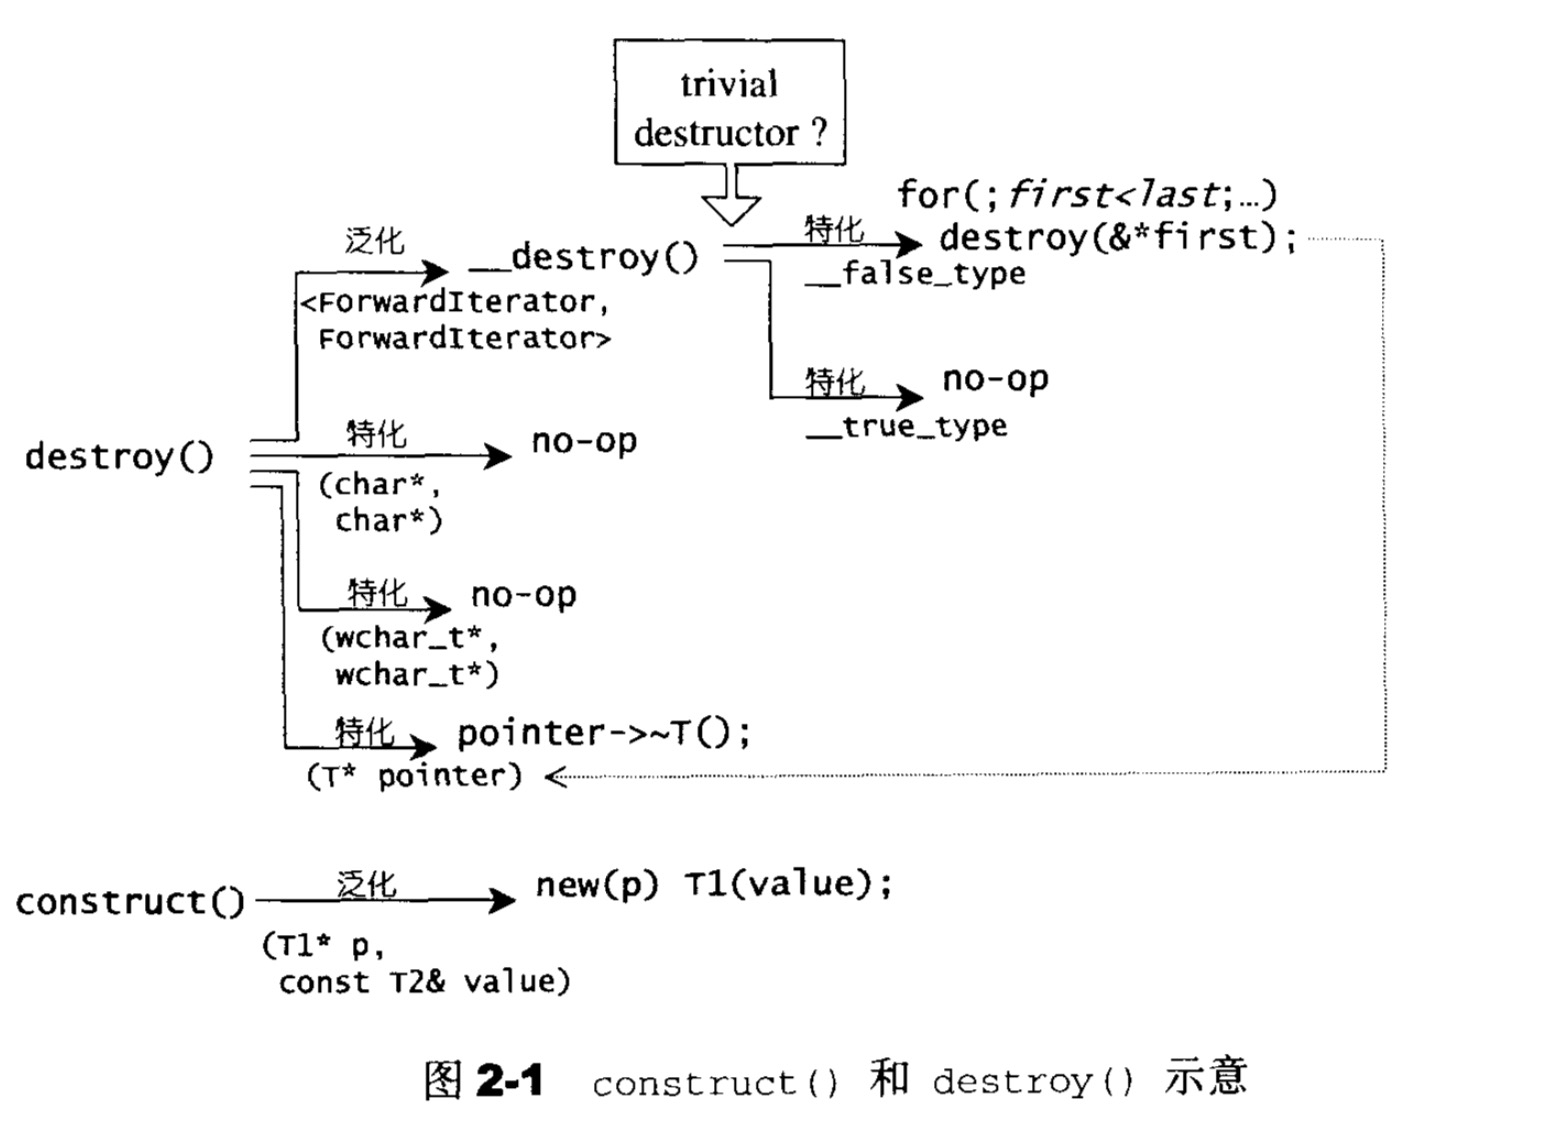 trivial
destructor ?
for(;first<last;…)
特化
destroy(&*first);
__false_type
泛化
__destroy()
<ForwardIterator,
ForwardIterator>
特化
no-op
__true_type
destroy()
特化
no-op
(char*,
char*)
特化
no-op
(wchar_t*,
wchar_t*)
特化
pointer->~T();
(T* pointer)
construct()
泛化
new(p) T1(value);
(T1* p,
const T2& value)
图 2-1 construct() 和 destroy() 示意